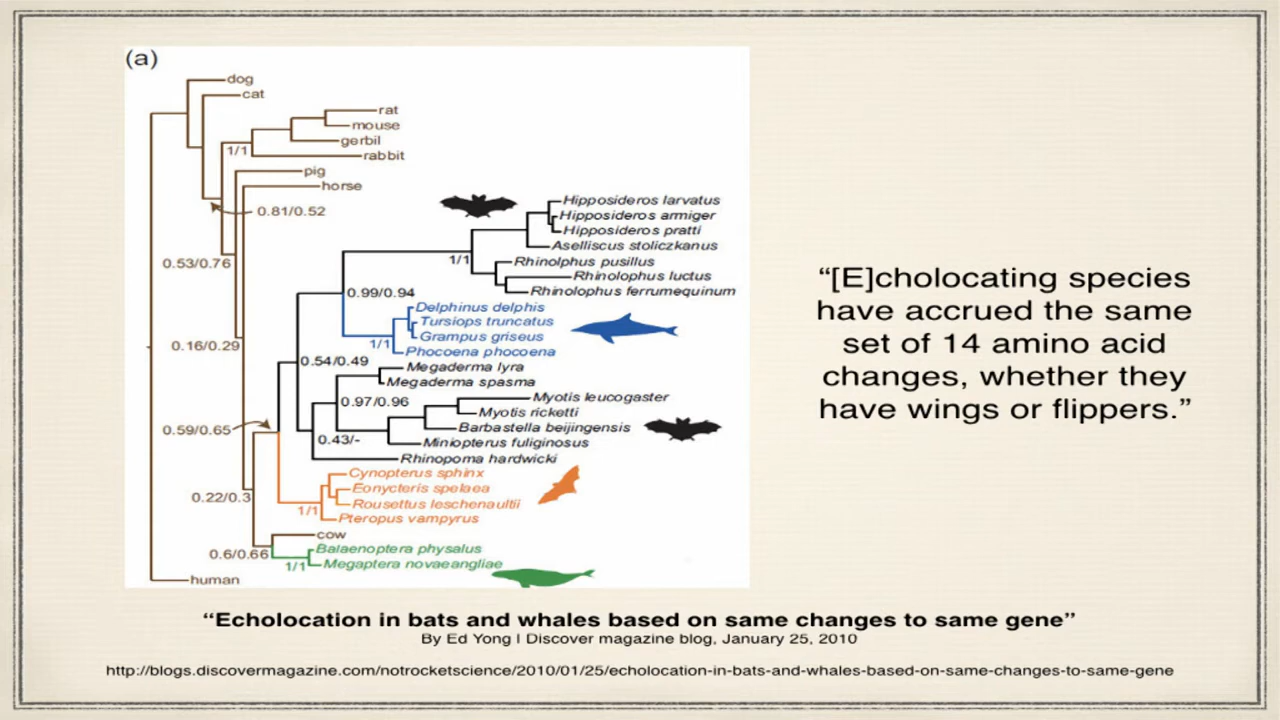 (a)
dog
cat
rat
mouse
gerbil
1/1
rabbit
pig
horse
0.81/0.52
Hipposideros larvatus
Hipposideros armiger
Hipposideros pratti
Aselliscus stoliczkanus
1/1
Rhinolphus pusillus
0.53/0.76
Rhinolophus luctus
Rhinolophus ferrumequinum
0.99/0.94
Delphinus delphis
Tursiops truncatus
Grampus griseus
1/1
Phocoena phocoena
0.16/0.29
0.54/0.49
Megaderma lyra
Megaderma spasma
0.97/0.96
Myotis leucogaster
Myotis ricketti
Barbastella beijingensis
0.59/0.65
0.43/-
Miniopterus fuliginosus
Rhinopoma hardwicki
Cynopterus sphinx
Eonycteris spelaea
0.22/0.3
Rousettus leschenaultii
1/1
Pteropus vampyrus
cow
0.6/0.66
Balaenoptera physalus
1/1
Megaptera novaeangliae
human
“[E]cholocating species
have accrued the same
set of 14 amino acid
changes, whether they
have wings or flippers.”
“Echolocation in bats and whales based on same changes to same gene”
By Ed Yong | Discover magazine blog, January 25, 2010
http://blogs.discovermagazine.com/notrocketscience/2010/01/25/echolocation-in-bats-and-whales-based-on-same-changes-to-same-gene